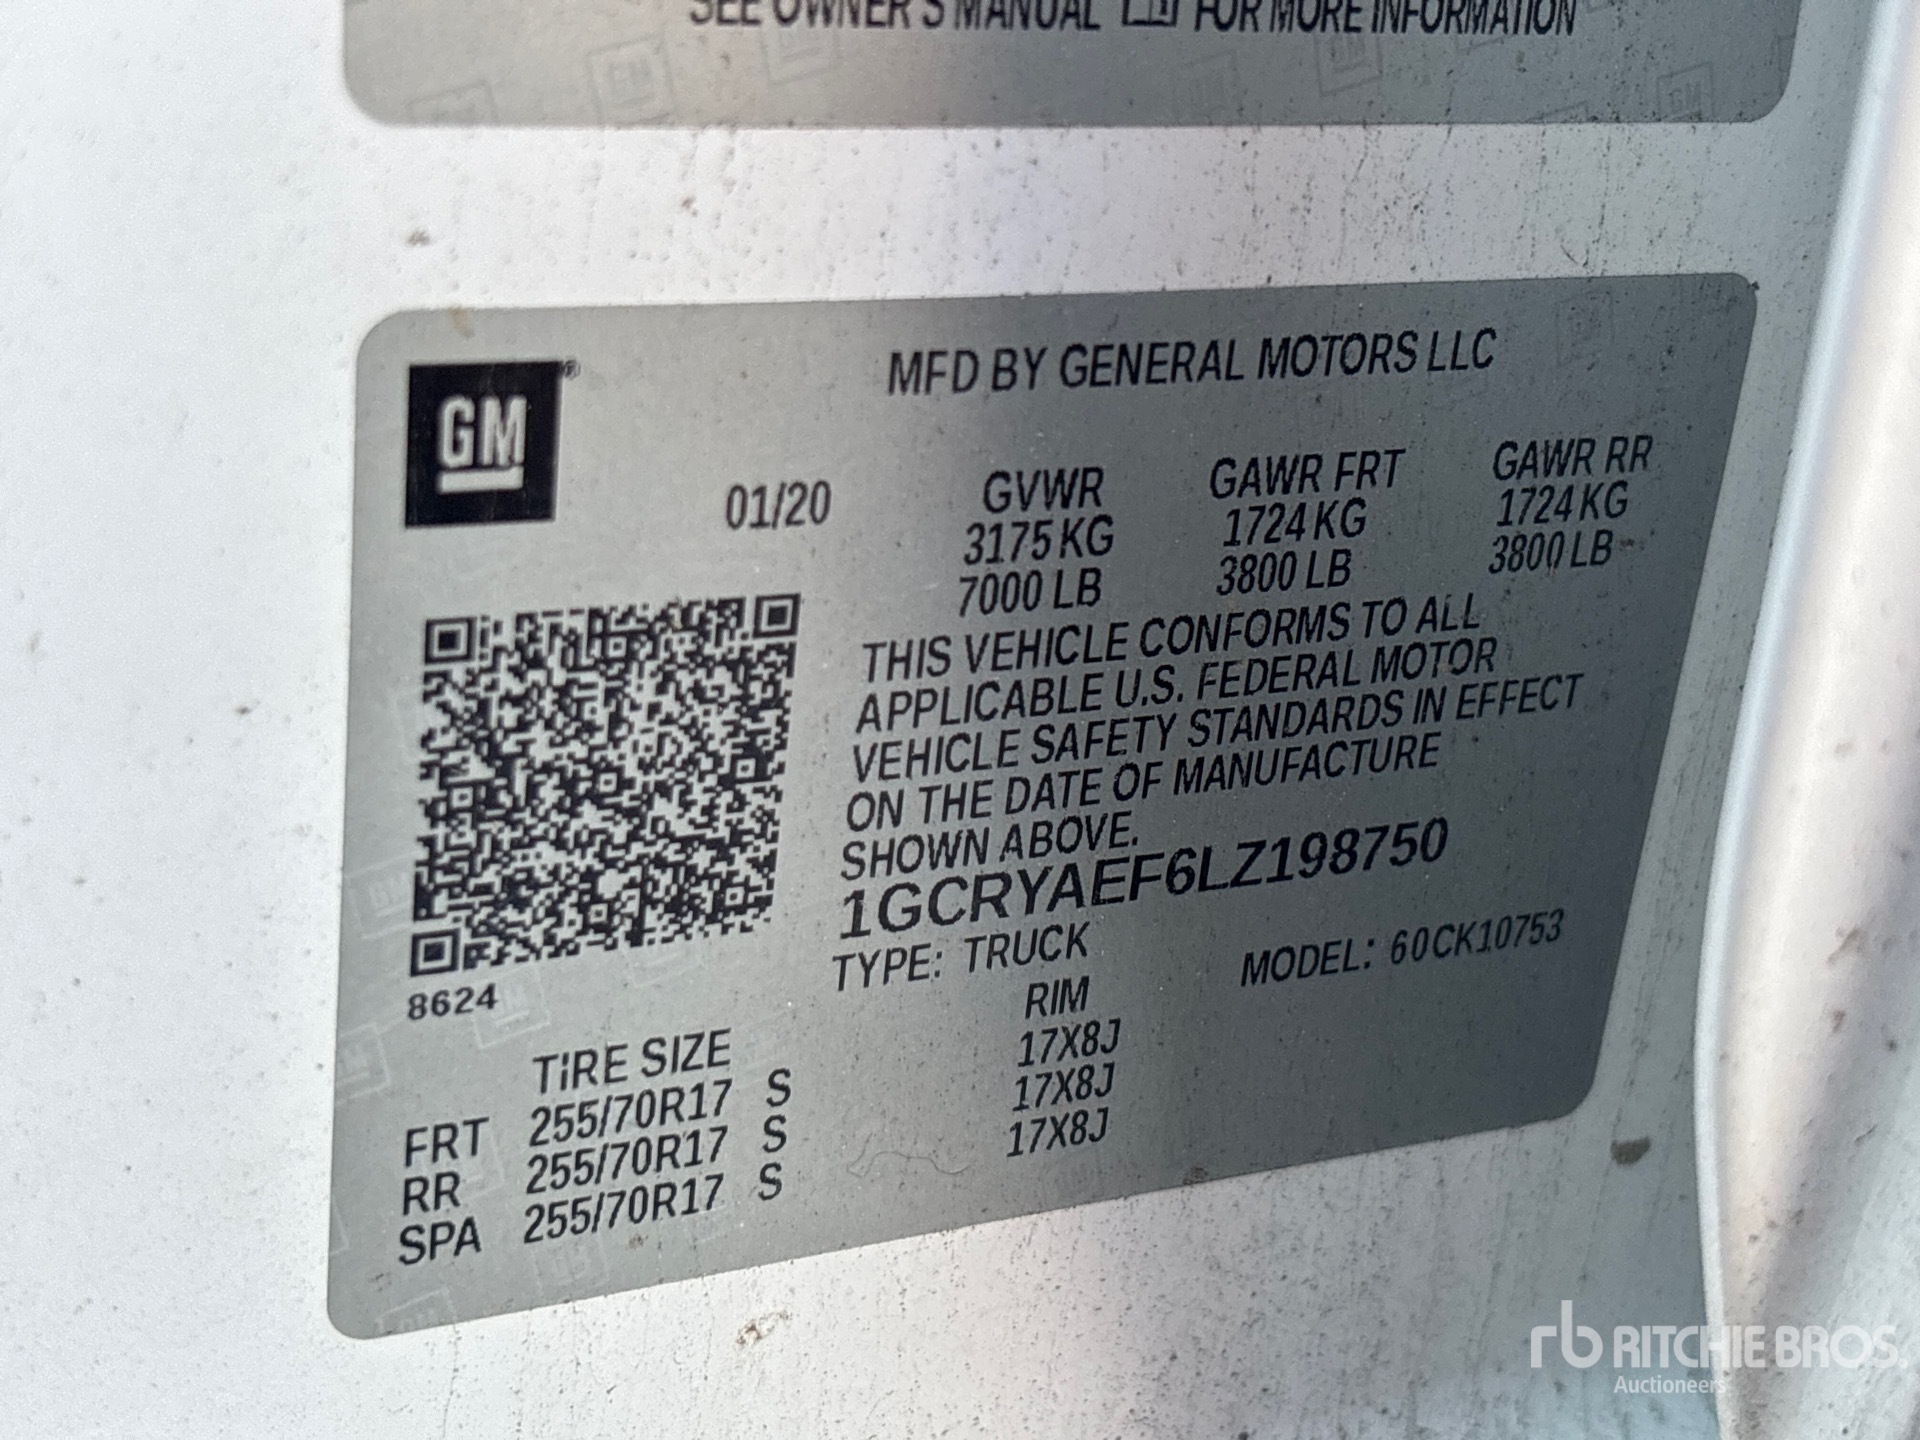 SEE OWNER'S MANUAL FOR MORE INFORMATION
GM®
MFD BY GENERAL MOTORS LLC
01/20
GVWR GAWR FRT GAWR RR
3175 KG 1724 KG 1724 KG
7000 LB 3800 LB 3800 LB
THIS VEHICLE CONFORMS TO ALL
APPLICABLE U.S. FEDERAL MOTOR
VEHICLE SAFETY STANDARDS IN EFFECT
ON THE DATE OF MANUFACTURE
SHOWN ABOVE.
1GCRYAEF6LZ198750
TYPE: TRUCK MODEL: 60CK10753
8624
TIRE SIZE RIM
FRT 255/70R17 S 17X8J
RR 255/70R17 S 17X8J
SPA 255/70R17 S 17X8J
rb RITCHIE BROS.
Auctioneers